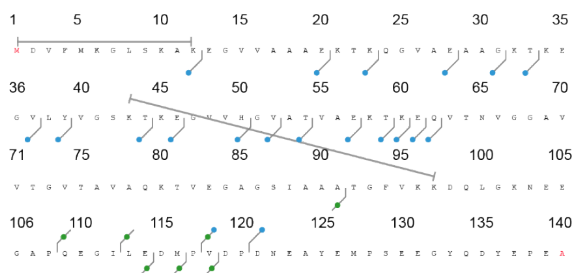 1 5 10 15 20 25 30 35
M D V F M K G L S K A K E G V V A A A E K T K Q G V A E A A G K T K E
36 40 45 50 55 60 65 70
G V L Y V G S K T K E G V V H G V A T V A E K T K E Q V T N V G G A V
71 75 80 85 90 95 100 105
V T G V T A V A Q K T V E G A G S I A A A T G F V K K D Q L G K N E E
106 110 115 120 125 130 135 140
G A P Q E G I L E D M P V D P D N E A Y E M P S E E G Y Q D Y E P E A